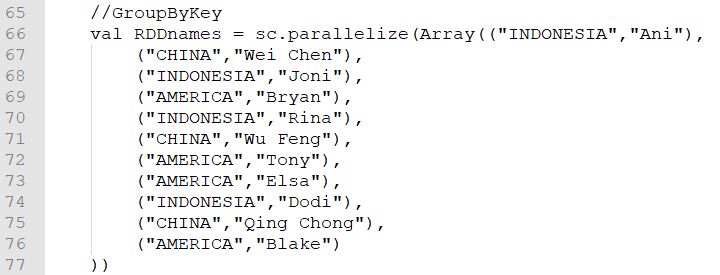 65 //GroupByKey
66 val RDDnames = sc.parallelize(Array(("INDONESIA","Ani"),
67 ("CHINA","Wei Chen"),
68 ("INDONESIA","Joni"),
69 ("AMERICA","Bryan"),
70 ("INDONESIA","Rina"),
71 ("CHINA","Wu Feng"),
72 ("AMERICA","Tony"),
73 ("AMERICA","Elsa"),
74 ("INDONESIA","Dodi"),
75 ("CHINA","Qing Chong"),
76 ("AMERICA","Blake")
77 ))